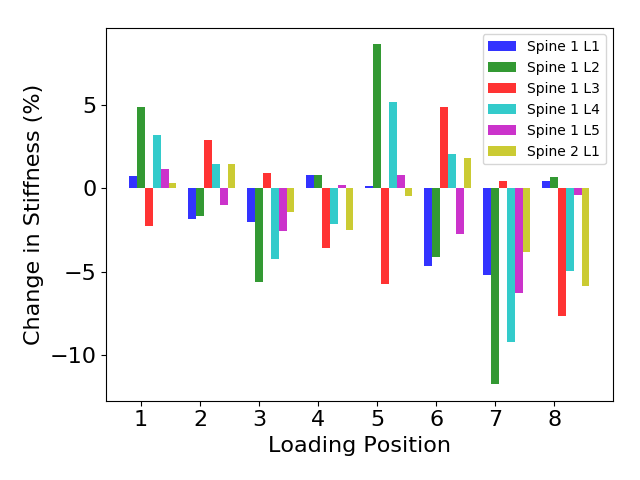 Change in Stiffness (%)
5
0
−5
−10
Spine 1 L1
Spine 1 L2
Spine 1 L3
Spine 1 L4
Spine 1 L5
Spine 2 L1
1 2 3 4 5 6 7 8
Loading Position